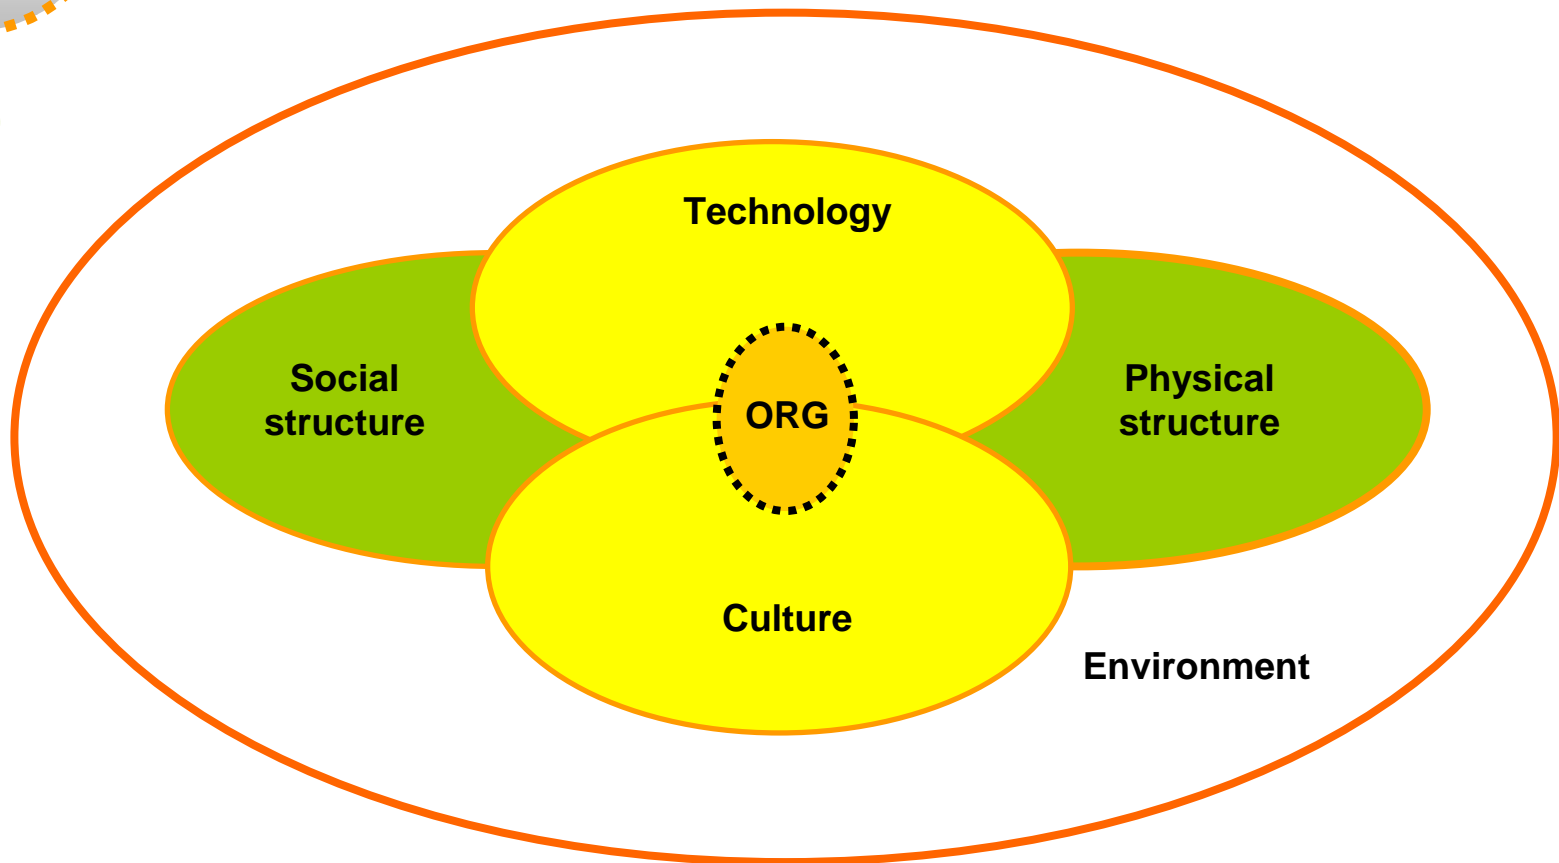 Technology
Social
structure
ORG
Physical
structure
Culture
Environment